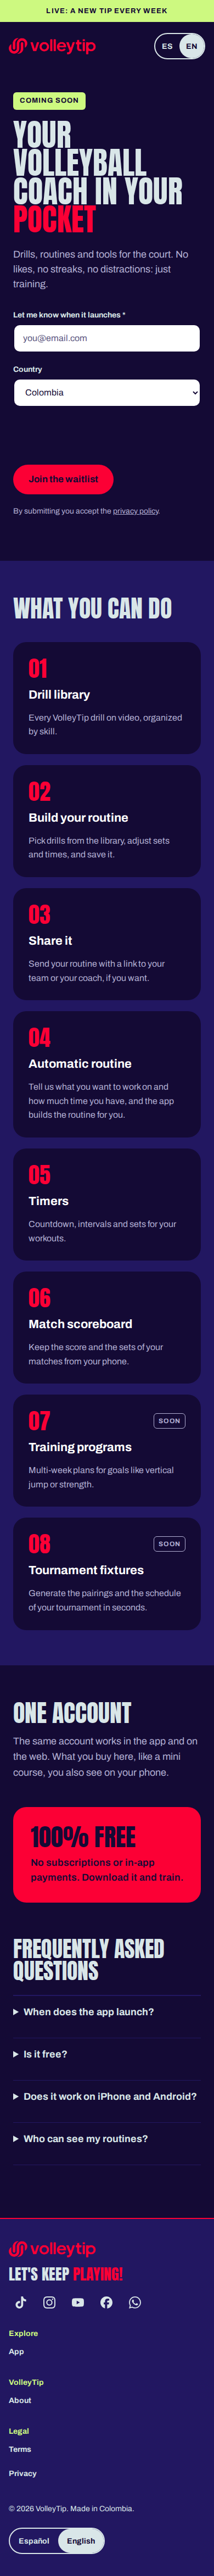 LIVE: A NEW TIP EVERY WEEK
volleytip
ES EN
COMING SOON
YOUR
VOLLEYBALL
COACH IN YOUR
POCKET
Drills, routines and tools for the court. No
likes, no streaks, no distractions: just
training.
Let me know when it launches *
you@email.com
Country
Colombia
Join the waitlist
By submitting you accept the privacy policy.
WHAT YOU CAN DO
01
Drill library
Every VolleyTip drill on video, organized
by skill.
02
Build your routine
Pick drills from the library, adjust sets
and times, and save it.
03
Share it
Send your routine with a link to your
team or your coach, if you want.
04
Automatic routine
Tell us what you want to work on and
how much time you have, and the app
builds the routine for you.
05
Timers
Countdown, intervals and sets for your
workouts.
06
Match scoreboard
Keep the score and the sets of your
matches from your phone.
07
SOON
Training programs
Multi-week plans for goals like vertical
jump or strength.
08
SOON
Tournament fixtures
Generate the pairings and the schedule
of your tournament in seconds.
ONE ACCOUNT
The same account works in the app and on
the web. What you buy here, like a mini
course, you also see on your phone.
100% FREE
No subscriptions or in-app
payments. Download it and train.
FREQUENTLY ASKED
QUESTIONS
When does the app launch?
Is it free?
Does it work on iPhone and Android?
Who can see my routines?
volleytip
LET'S KEEP PLAYING!
Explore
App
VolleyTip
About
Legal
Terms
Privacy
© 2026 VolleyTip. Made in Colombia.
Español English